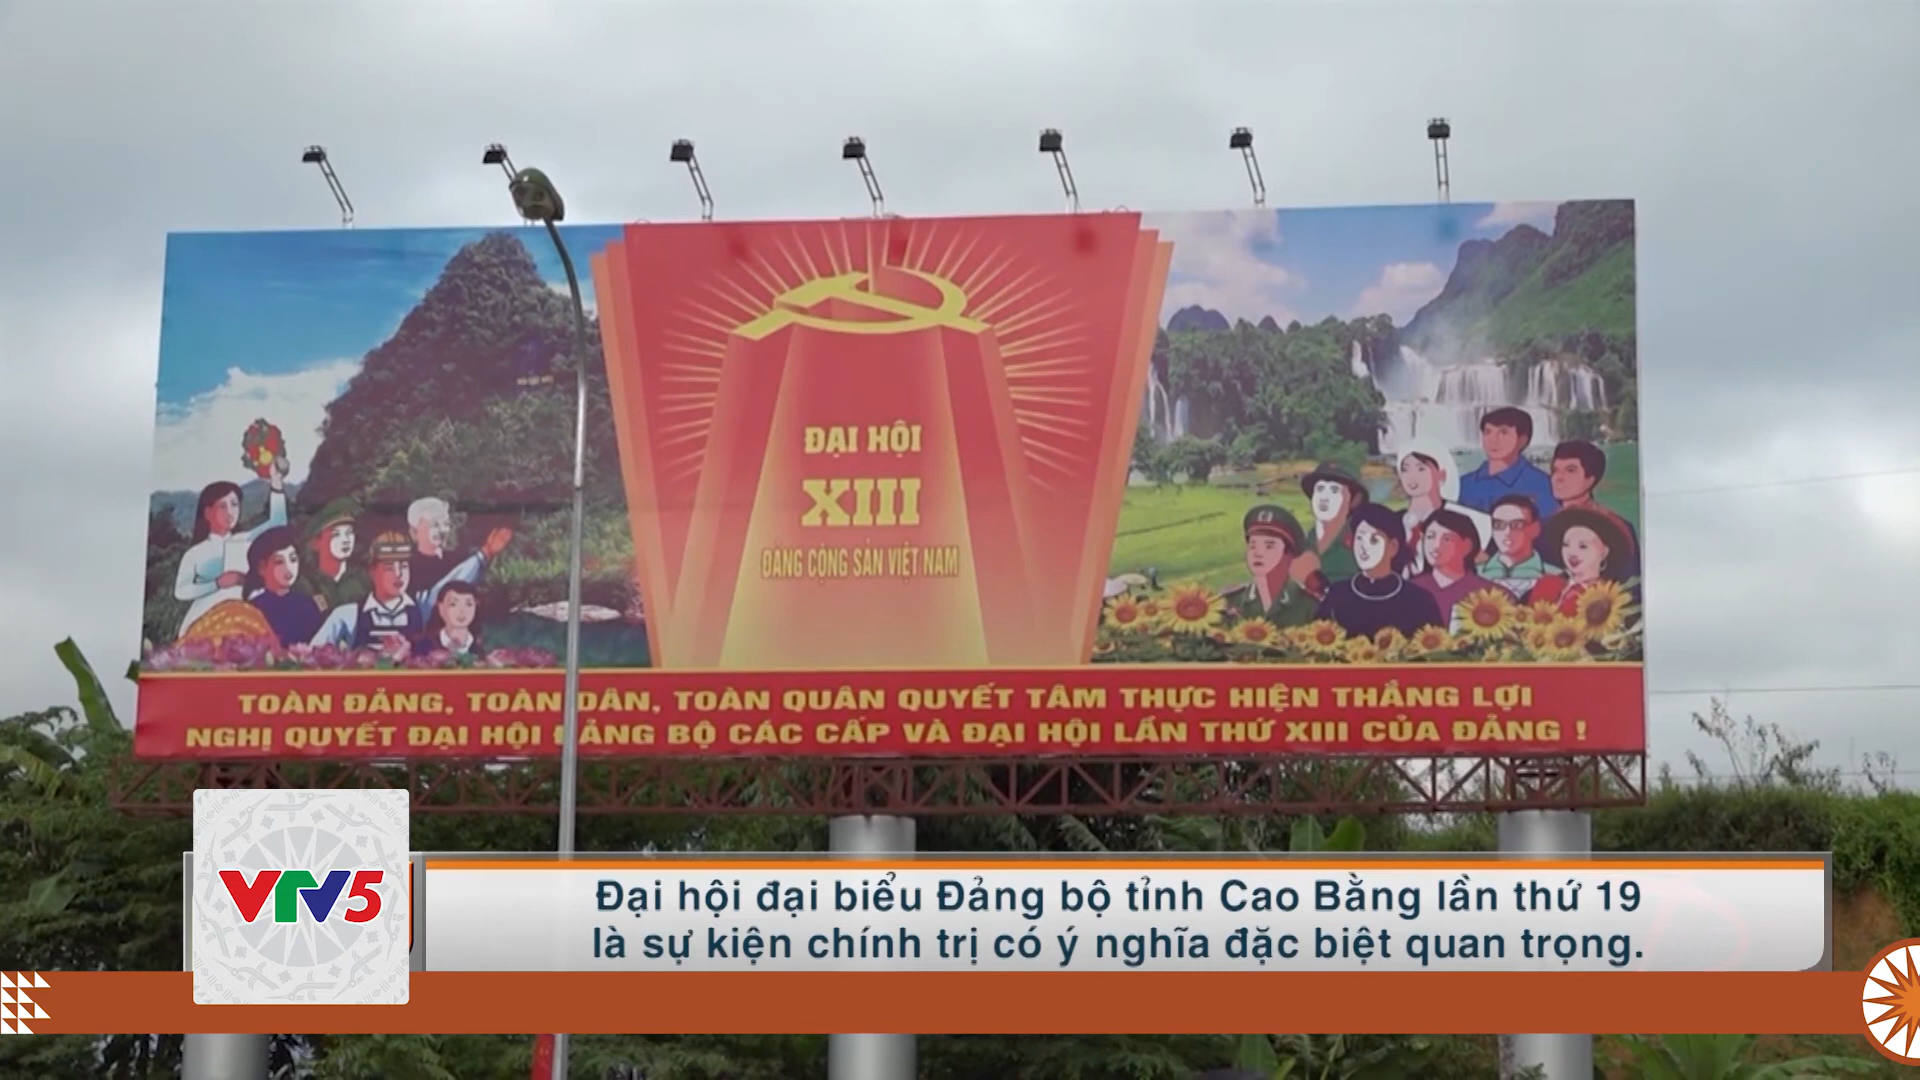 ĐẠI HỘI
XIII
ĐẢNG CỘNG SẢN VIỆT NAM
TOÀN ĐẢNG, TOÀN DÂN, TOÀN QUÂN QUYẾT TÂM THỰC HIỆN THẮNG LỢI
NGHỊ QUYẾT ĐẠI HỘI ĐẢNG BỘ CÁC CẤP VÀ ĐẠI HỘI LẦN THỨ XIII CỦA ĐẢNG !
VTV5
Đại hội đại biểu Đảng bộ tỉnh Cao Bằng lần thứ 19
là sự kiện chính trị có ý nghĩa đặc biệt quan trọng.